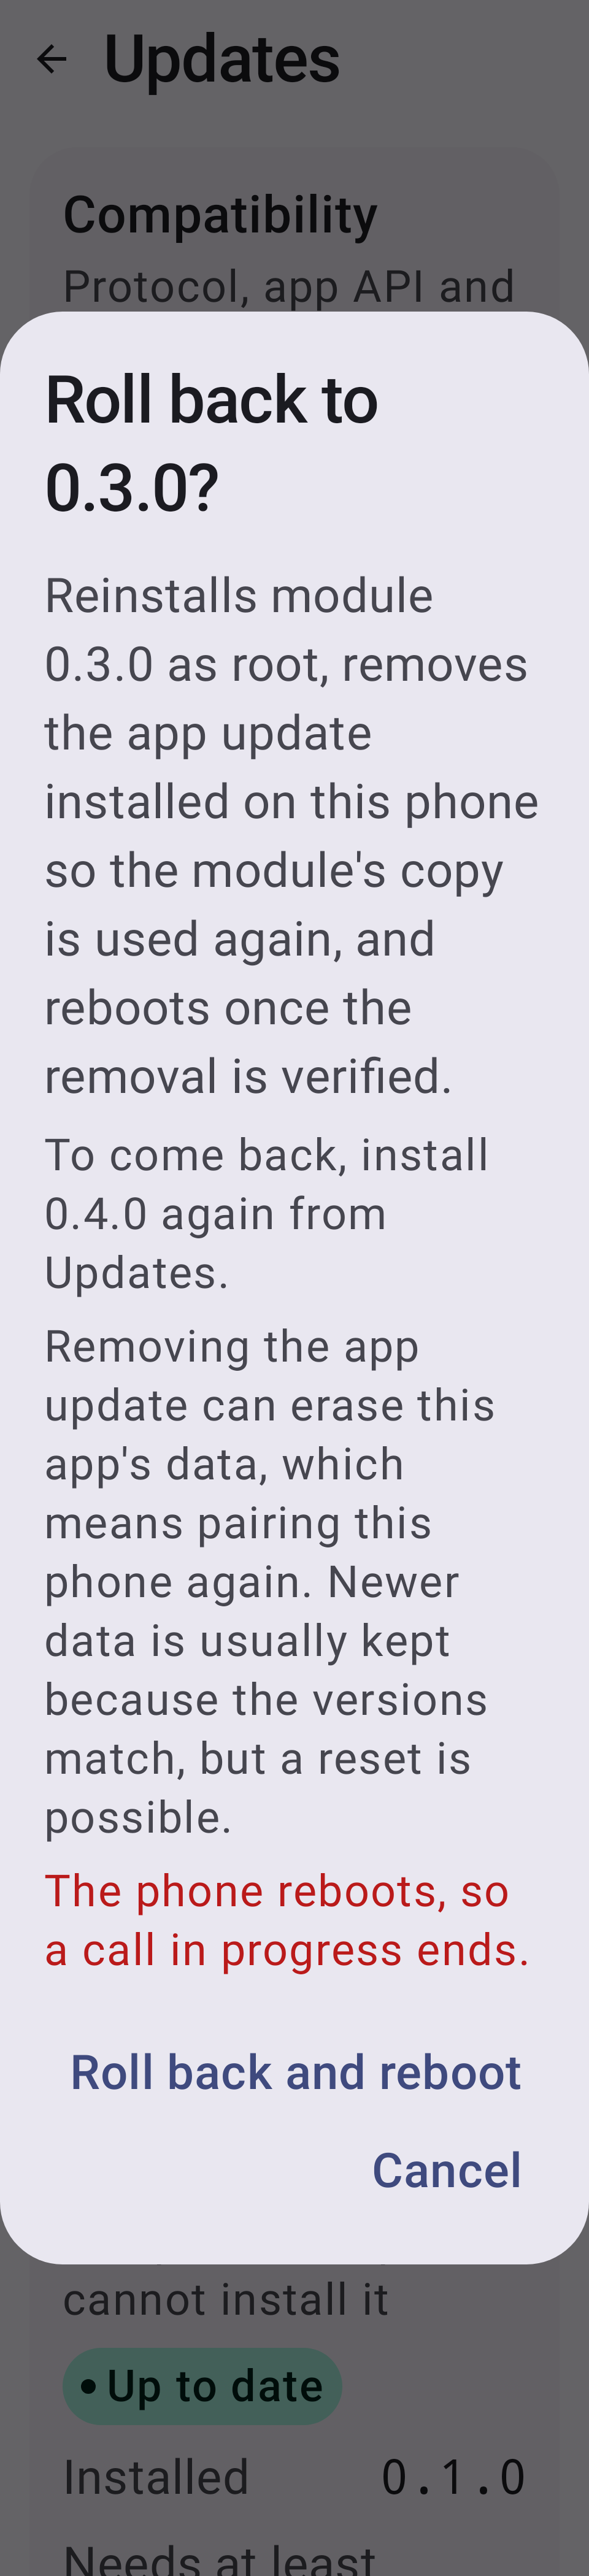 Updates
Compatibility
Protocol, app API and
Roll back to
0.3.0?
Reinstalls module
0.3.0 as root, removes
the app update
installed on this phone
so the module's copy
is used again, and
reboots once the
removal is verified.
To come back, install
0.4.0 again from
Updates.
Removing the app
update can erase this
app's data, which
means pairing this
phone again. Newer
data is usually kept
because the versions
match, but a reset is
possible.
The phone reboots, so
a call in progress ends.
Roll back and reboot
Cancel
cannot install it
• Up to date
Installed 0.1.0
Needs at least